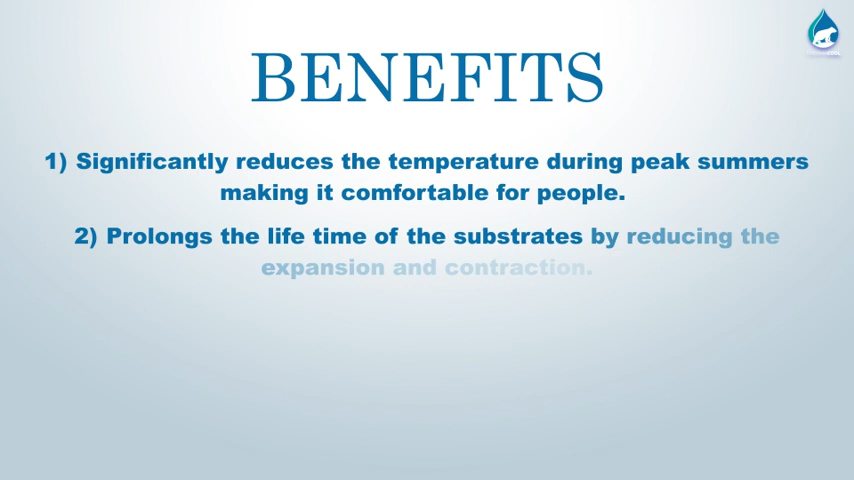 BENEFITS
1) Significantly reduces the temperature during peak summers
making it comfortable for people.
2) Prolongs the life time of the substrates by reducing the
expansion and contraction.